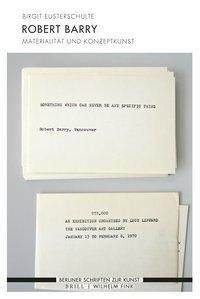 BIRGIT EUSTERSCHULTE
ROBERT BARRY
MATERIALITÄT UND KONZEPTKUNST
SOMETHING WHICH CAN NEVER BE ANY SPECIFIC THING
Robert Barry, Vancouver
955,000
AN EXHIBITION ORGANIZED BY LUCY LIPPARD
THE VANCOUVER ART GALLERY
JANUARY 13 TO FEBRUARY 8, 1970
BERLINER SCHRIFTEN ZUR KUNST
BRILL | WILHELM FINK